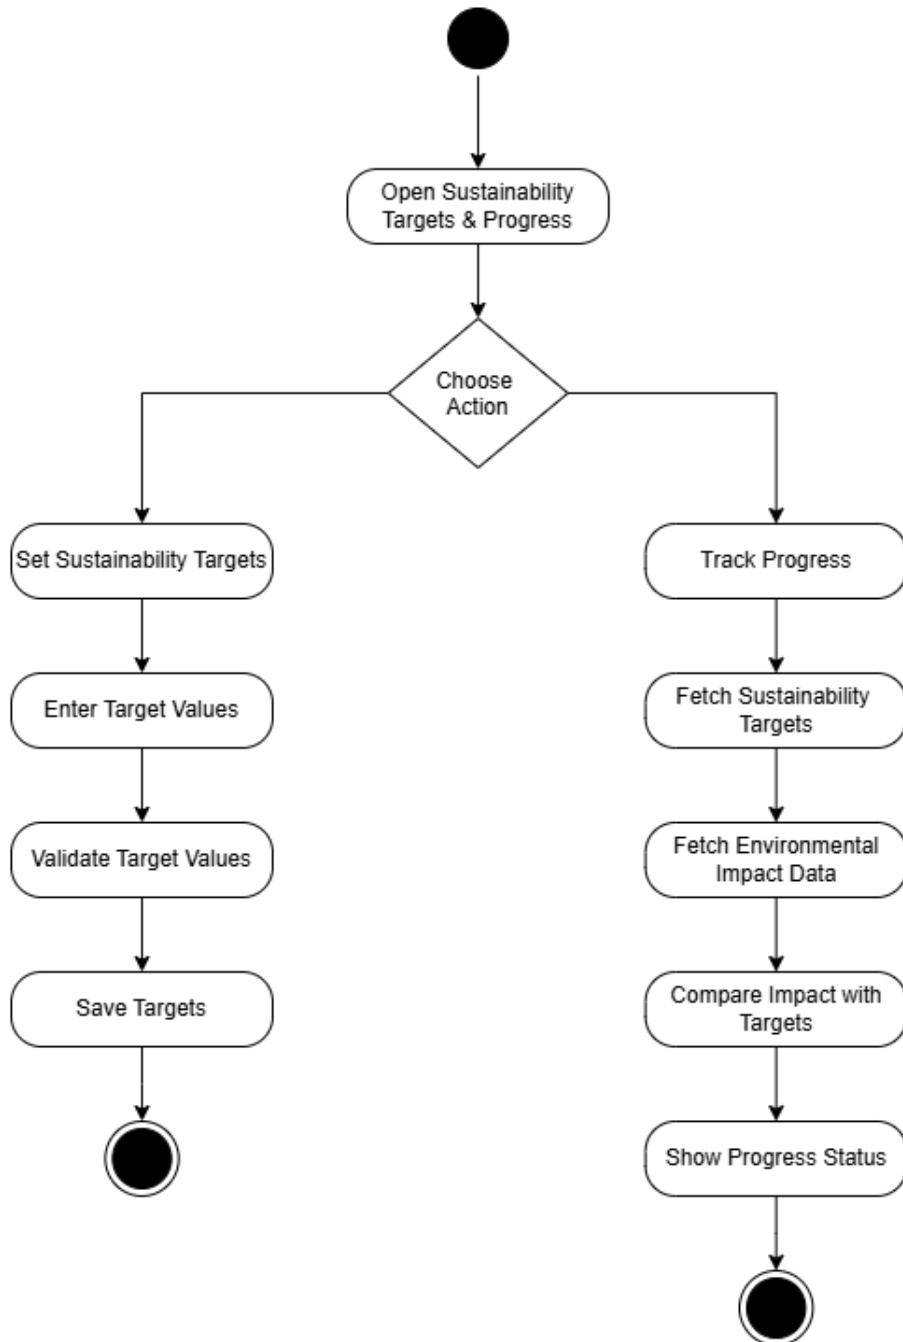 Open Sustainability
Targets & Progress
Choose
Action
Set Sustainability Targets
Track Progress
Enter Target Values
Fetch Sustainability
Targets
Validate Target Values
Fetch Environmental
Impact Data
Save Targets
Compare Impact with
Targets
Show Progress Status